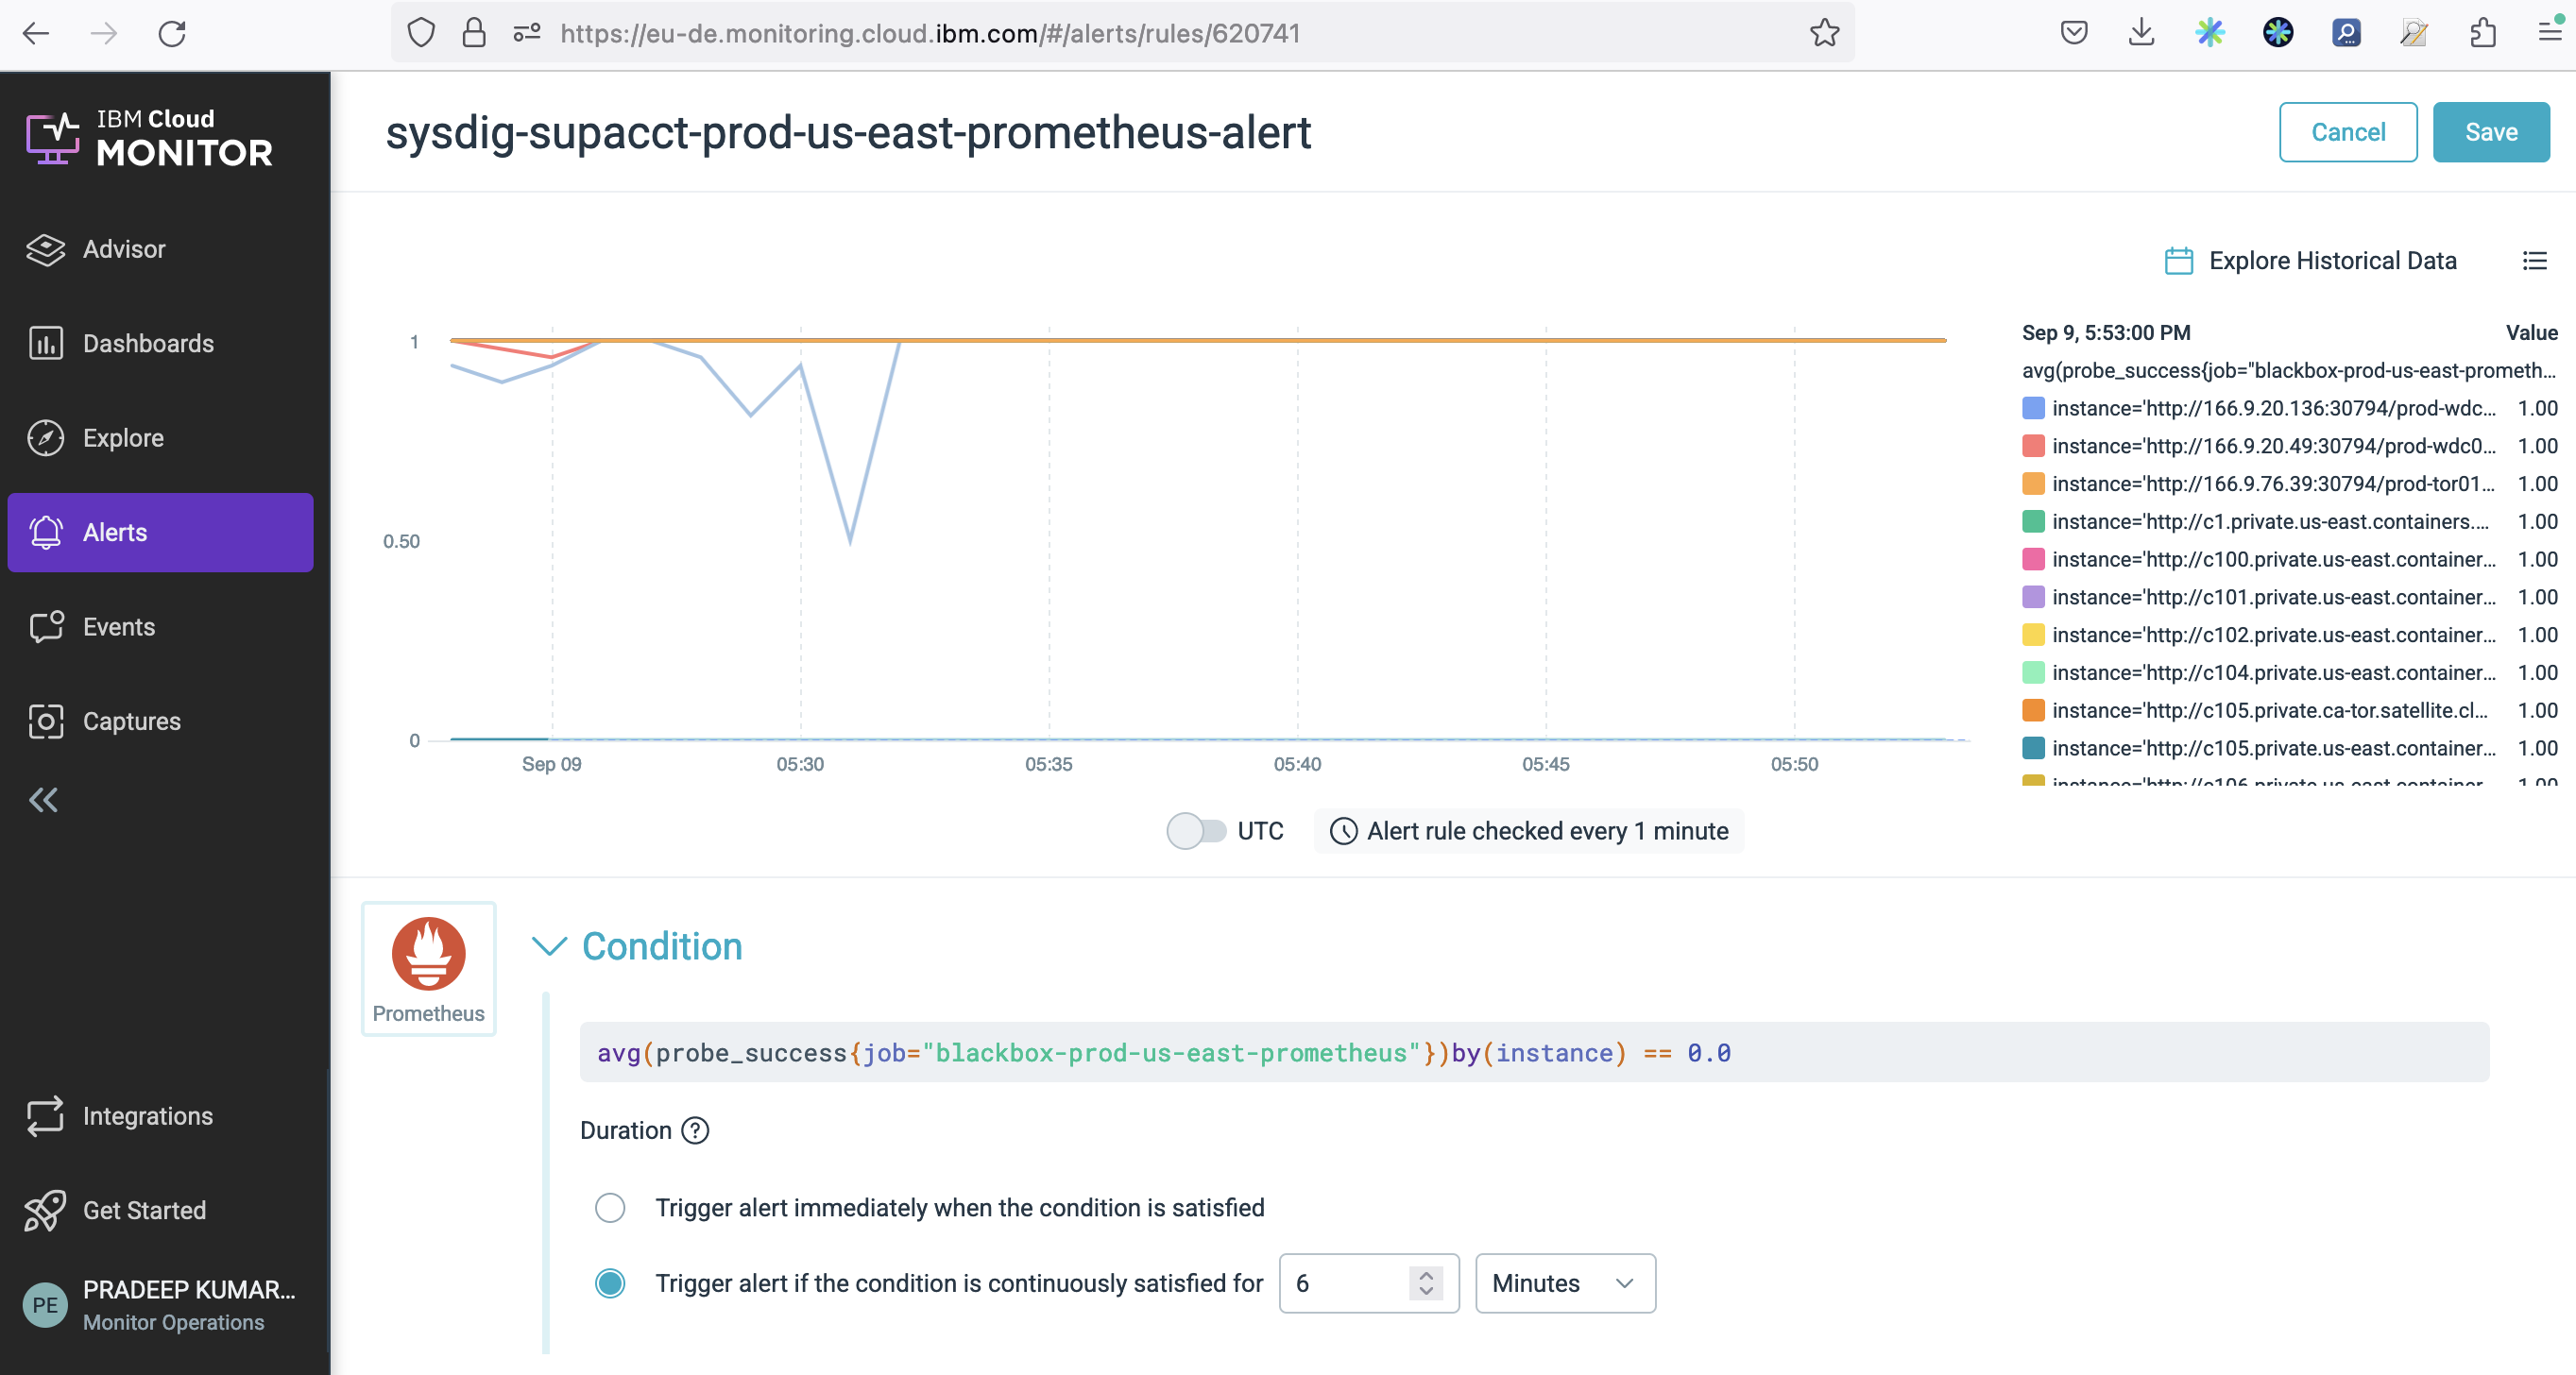 https://eu-de.monitoring.cloud.ibm.com/#/alerts/rules/620741
IBM Cloud
MONITOR
Advisor
Dashboards
Explore
Alerts
Events
Captures
Integrations
Get Started
PE
PRADEEP KUMAR...
Monitor Operations
sysdig-supacct-prod-us-east-prometheus-alert
Cancel
Save
Explore Historical Data
1
0.50
0
Sep 09
05:30
05:35
05:40
05:45
05:50
Sep 9, 5:53:00 PM Value
avg(probe_success{job="blackbox-prod-us-east-prometh...
instance='http://166.9.20.136:30794/prod-wdc... 1.00
instance='http://166.9.20.49:30794/prod-wdc0... 1.00
instance='http://166.9.76.39:30794/prod-tor01... 1.00
instance='http://c1.private.us-east.containers.... 1.00
instance='http://c100.private.us-east.container... 1.00
instance='http://c101.private.us-east.container... 1.00
instance='http://c102.private.us-east.container... 1.00
instance='http://c104.private.us-east.container... 1.00
instance='http://c105.private.ca-tor.satellite.cl... 1.00
instance='http://c105.private.us-east.container... 1.00
instance='http://c106.private.us-east.container... 1.00
UTC
Alert rule checked every 1 minute
Prometheus
Condition
avg(probe_success{job="blackbox-prod-us-east-prometheus"})by(instance) == 0.0
Duration ?
Trigger alert immediately when the condition is satisfied
Trigger alert if the condition is continuously satisfied for 6 Minutes